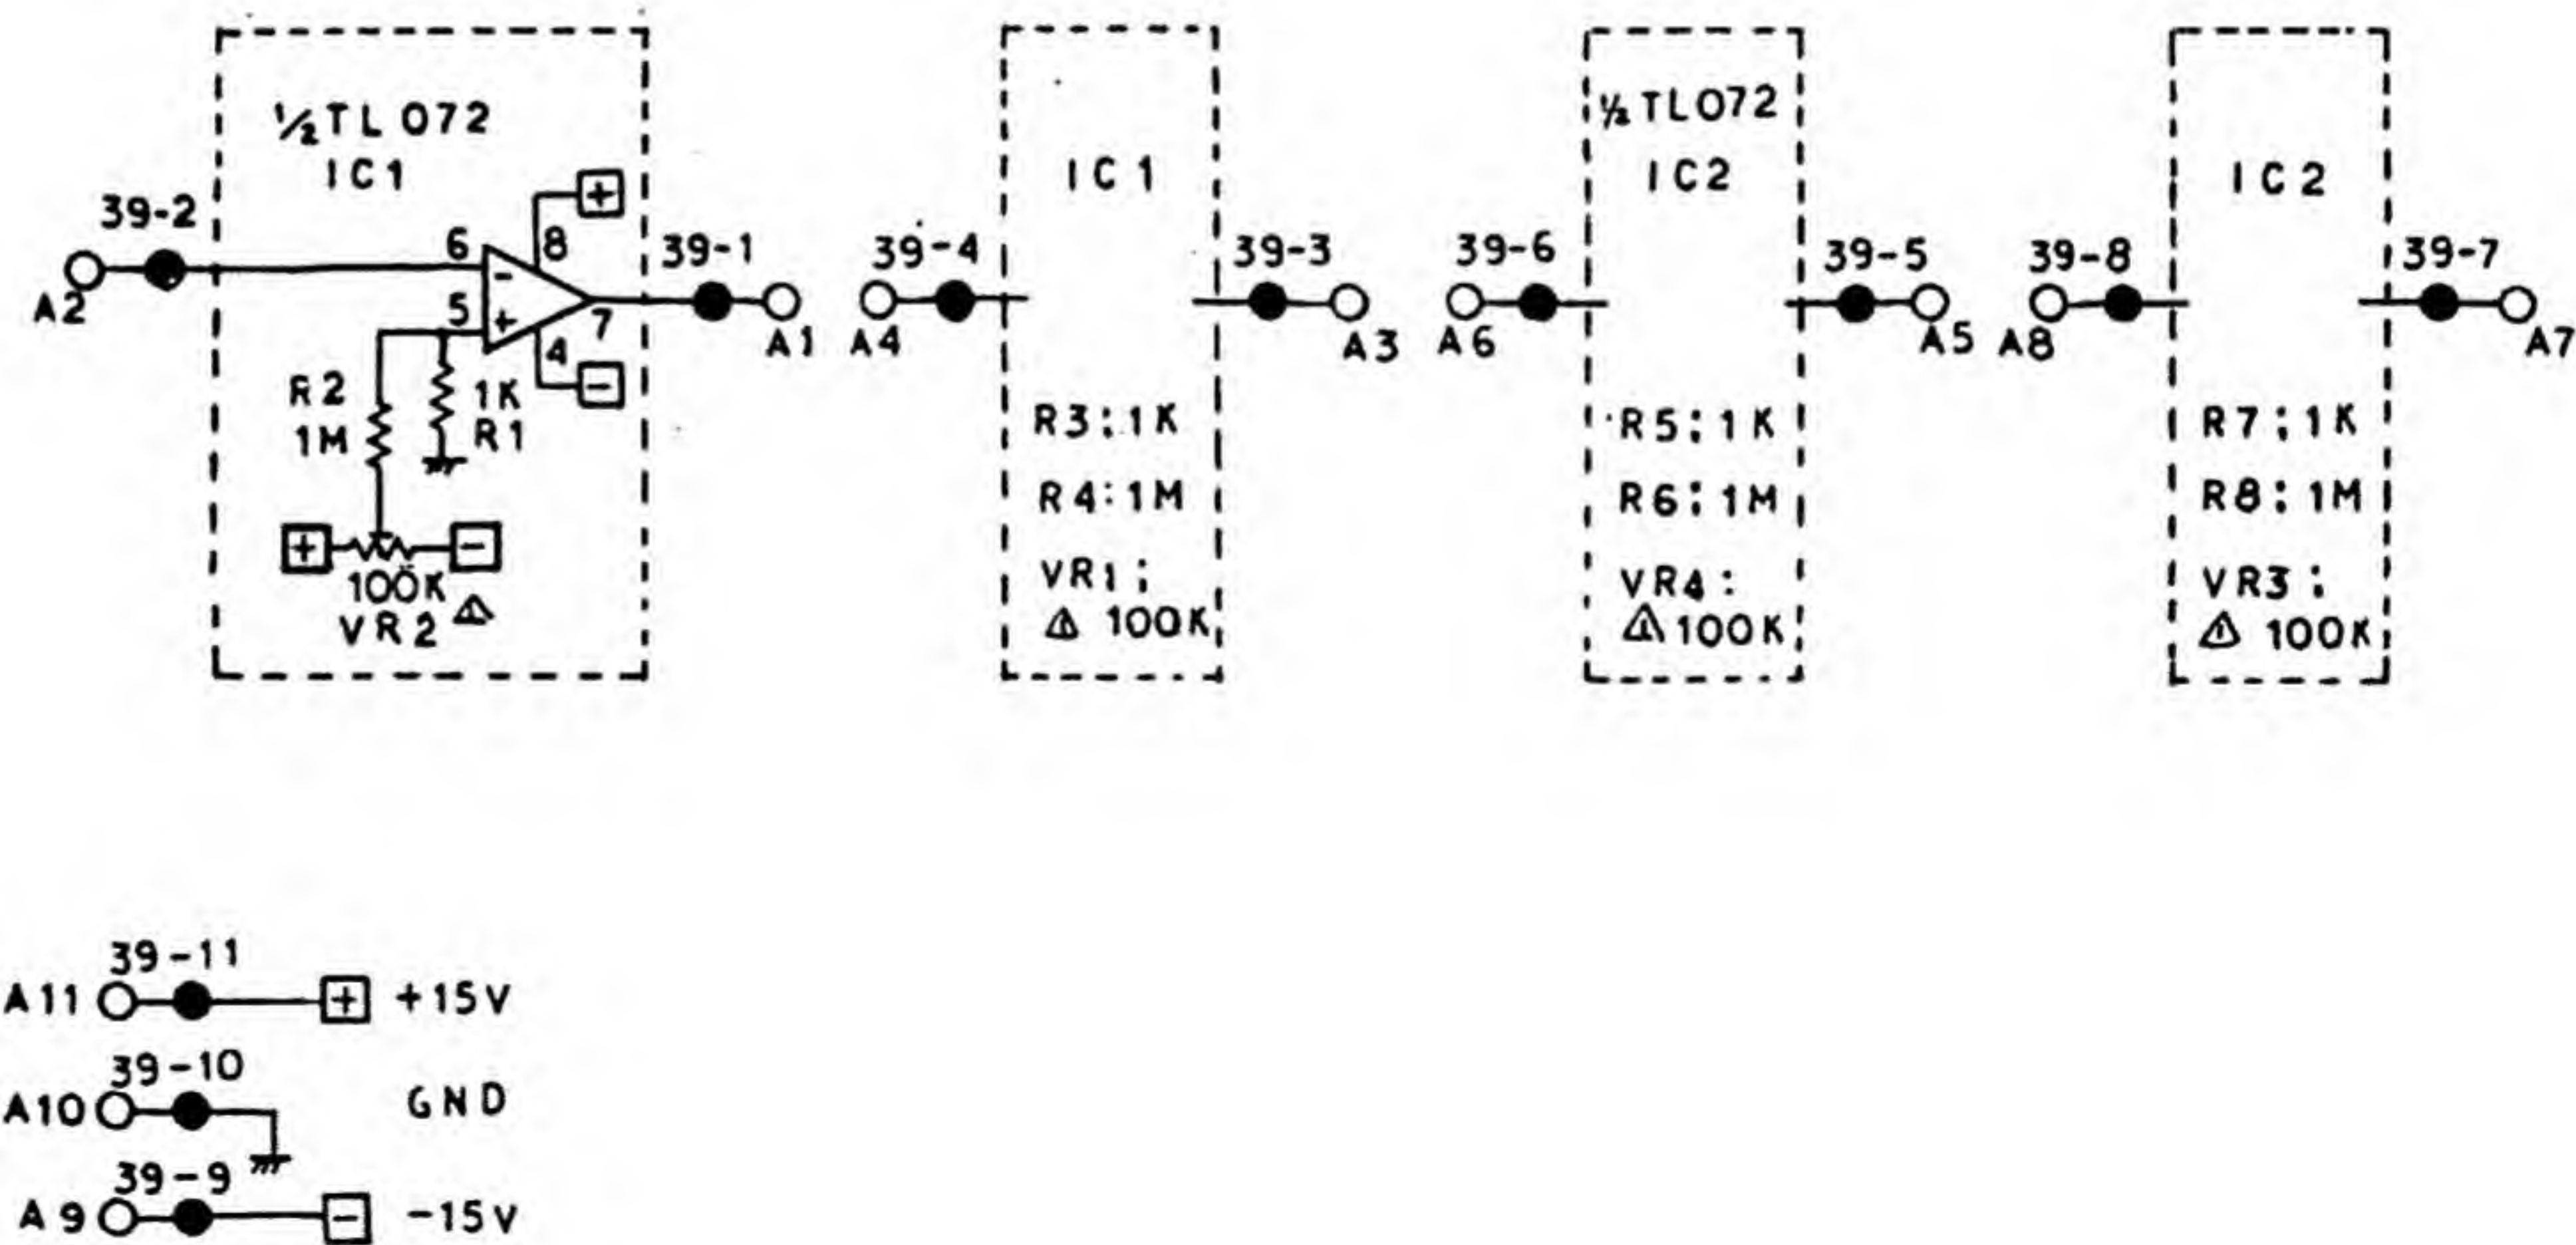 ½TL072
IC1
39-2
A2
6
-
8
+
5
+
4
7
-
39-1
A1
R2
1M
1K
R1
+
-
100K
VR2 ⚠
39-4
A4
IC1
R3:1K
R4:1M
VR1:
⚠ 100K
39-3
A3
39-6
A6
½TL072
IC2
R5:1K
R6:1M
VR4:
⚠ 100K
39-5
A5
39-8
A8
IC2
R7:1K
R8:1M
VR3:
⚠ 100K
39-7
A7
39-11
A11 + +15V
39-10
A10 GND
39-9
A9 - -15V